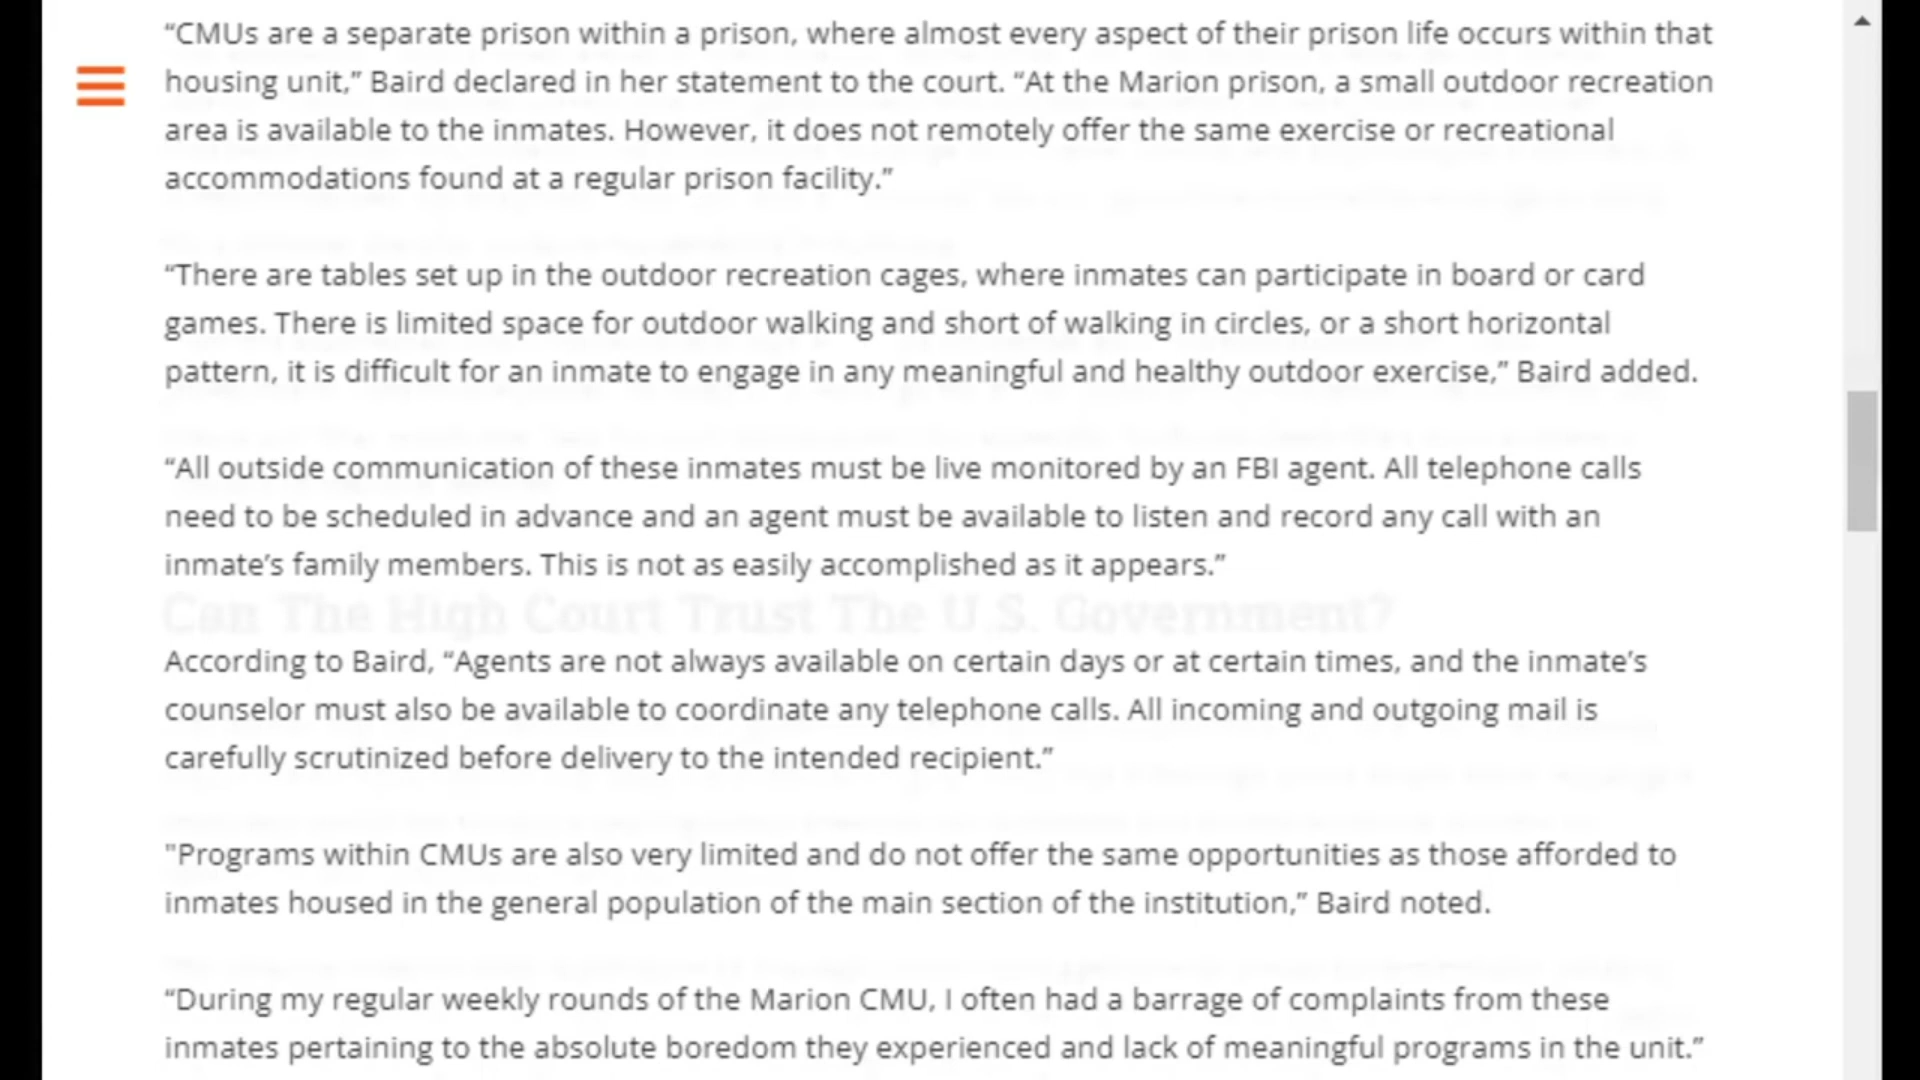 “CMUs are a separate prison within a prison, where almost every aspect of their prison life occurs within that
housing unit,” Baird declared in her statement to the court. “At the Marion prison, a small outdoor recreation
area is available to the inmates. However, it does not remotely offer the same exercise or recreational
accommodations found at a regular prison facility.”
“There are tables set up in the outdoor recreation cages, where inmates can participate in board or card
games. There is limited space for outdoor walking and short of walking in circles, or a short horizontal
pattern, it is difficult for an inmate to engage in any meaningful and healthy outdoor exercise,” Baird added.
“All outside communication of these inmates must be live monitored by an FBI agent. All telephone calls
need to be scheduled in advance and an agent must be available to listen and record any call with an
inmate’s family members. This is not as easily accomplished as it appears.”
Can The High Court Trust The U.S. Government?
According to Baird, “Agents are not always available on certain days or at certain times, and the inmate’s
counselor must also be available to coordinate any telephone calls. All incoming and outgoing mail is
carefully scrutinized before delivery to the intended recipient.”
"Programs within CMUs are also very limited and do not offer the same opportunities as those afforded to
inmates housed in the general population of the main section of the institution,” Baird noted.
“During my regular weekly rounds of the Marion CMU, I often had a barrage of complaints from these
inmates pertaining to the absolute boredom they experienced and lack of meaningful programs in the unit.”